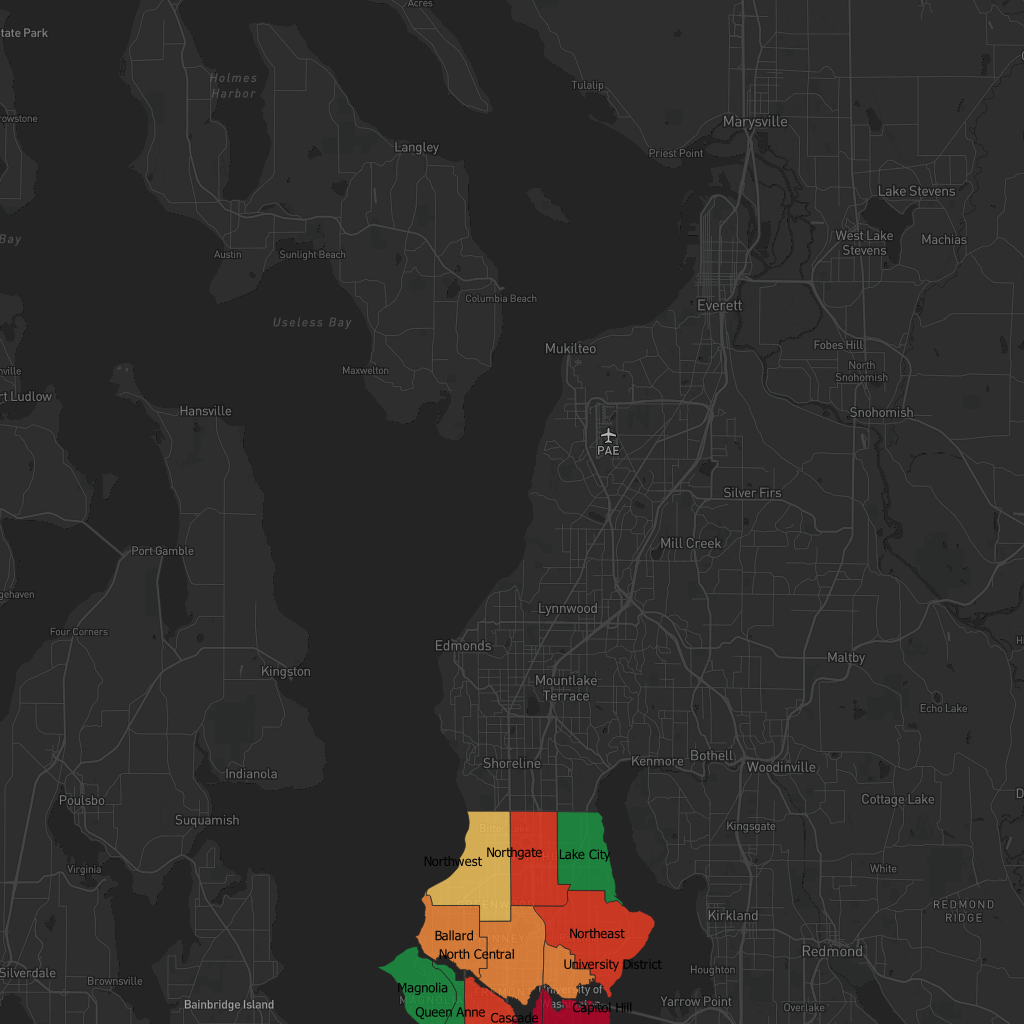 Acres
tate Park
Holmes
Harbor
Tulalip
rowstone
Marysville
Langley
Priest Point
Lake Stevens
Bay
West Lake
Stevens
Machias
Austin
Sunlight Beach
Columbia Beach
Everett
Useless Bay
Mukilteo
Fobes Hill
nville
Maxwelton
North
Snohomish
rt Ludlow
Hansville
Snohomish
PAE
Silver Firs
Port Gamble
Mill Creek
gehaven
Lynnwood
Four Corners
Edmonds
Maltby
Kingston
Mountlake
Terrace
Echo Lake
Bothell
Shoreline
Kenmore
Woodinville
Indianola
Poulsbo
Cottage Lake
Suquamish
Kingsgate
Northgate
Lake City
Northwest
Virginia
White
REDMOND
RIDGE
Kirkland
Ballard
Northeast
North Central
Redmond
University District
Houghton
Silverdale
Brownsville
Magnolia
University of
Washington
Bainbridge Island
Yarrow Point
Overlake
Capitol Hill
Queen Anne
Cascade